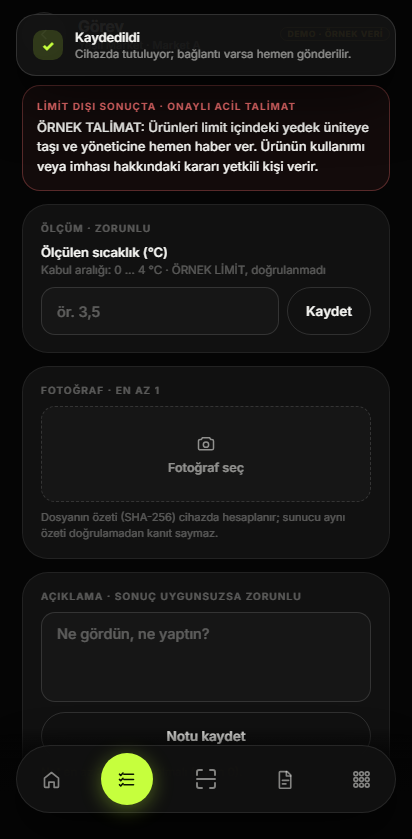 Görev
DEMO · ÖRNEK VERİ
Kaydedildi
Cihazda tutuluyor; bağlantı varsa hemen gönderilir.
LİMİT DIŞI SONUÇTA · ONAYLI ACİL TALİMAT
ÖRNEK TALİMAT: Ürünleri limit içindeki yedek üniteye
taşı ve yöneticine hemen haber ver. Ürünün kullanımı
veya imhası hakkındaki kararı yetkili kişi verir.
ÖLÇÜM · ZORUNLU
Ölçülen sıcaklık (°C)
Kabul aralığı: 0 … 4 °C · ÖRNEK LİMİT, doğrulanmadı
ör. 3,5
Kaydet
FOTOĞRAF · EN AZ 1
Fotoğraf seç
Dosyanın özeti (SHA-256) cihazda hesaplanır; sunucu aynı
özeti doğrulamadan kanıt saymaz.
AÇIKLAMA · SONUÇ UYGUNSUZSA ZORUNLU
Ne gördün, ne yaptın?
Notu kaydet